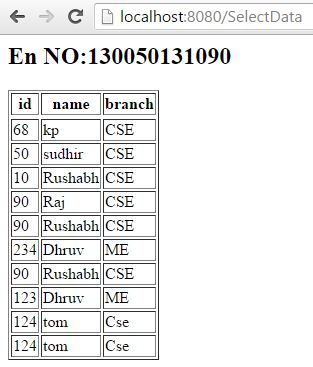 localhost:8080/SelectData
En NO:130050131090
id name branch
68 kp CSE
50 sudhir CSE
10 Rushabh CSE
90 Raj CSE
90 Rushabh CSE
234 Dhruv ME
90 Rushabh CSE
123 Dhruv ME
124 tom Cse
124 tom Cse